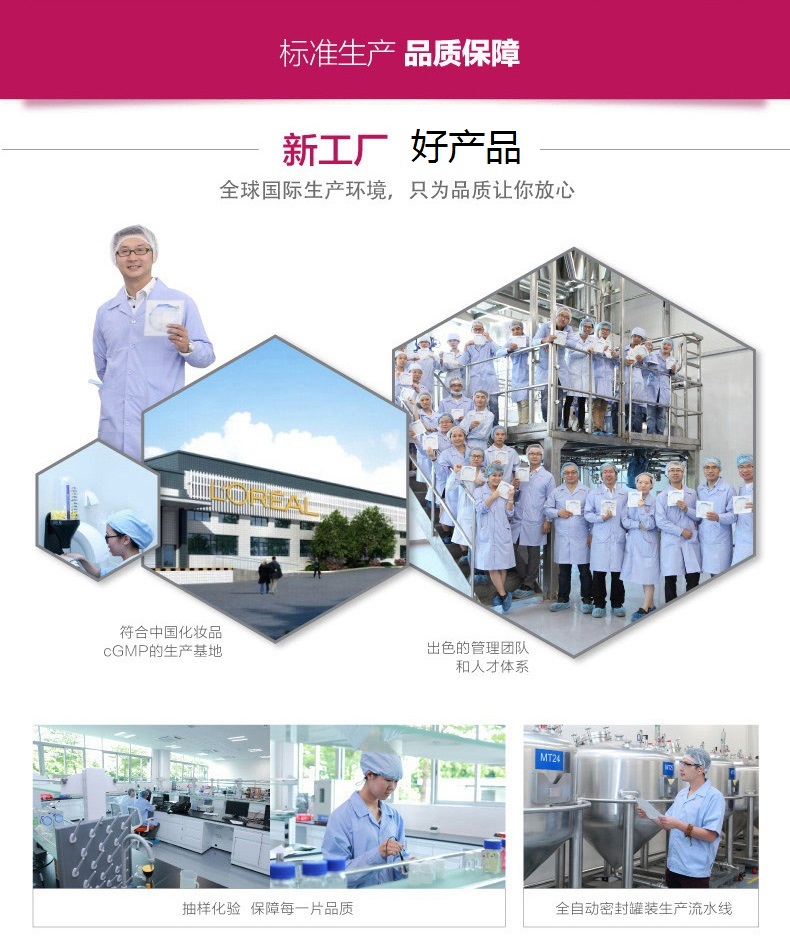 标准生产 品质保障
新工厂 好产品
全球国际生产环境，只为品质让你放心
L'ORÉAL
符合中国化妆品
cGMP的生产基地
出色的管理团队
和人才体系
MT24
抽样化验 保障每一片品质
全自动密封罐装生产流水线